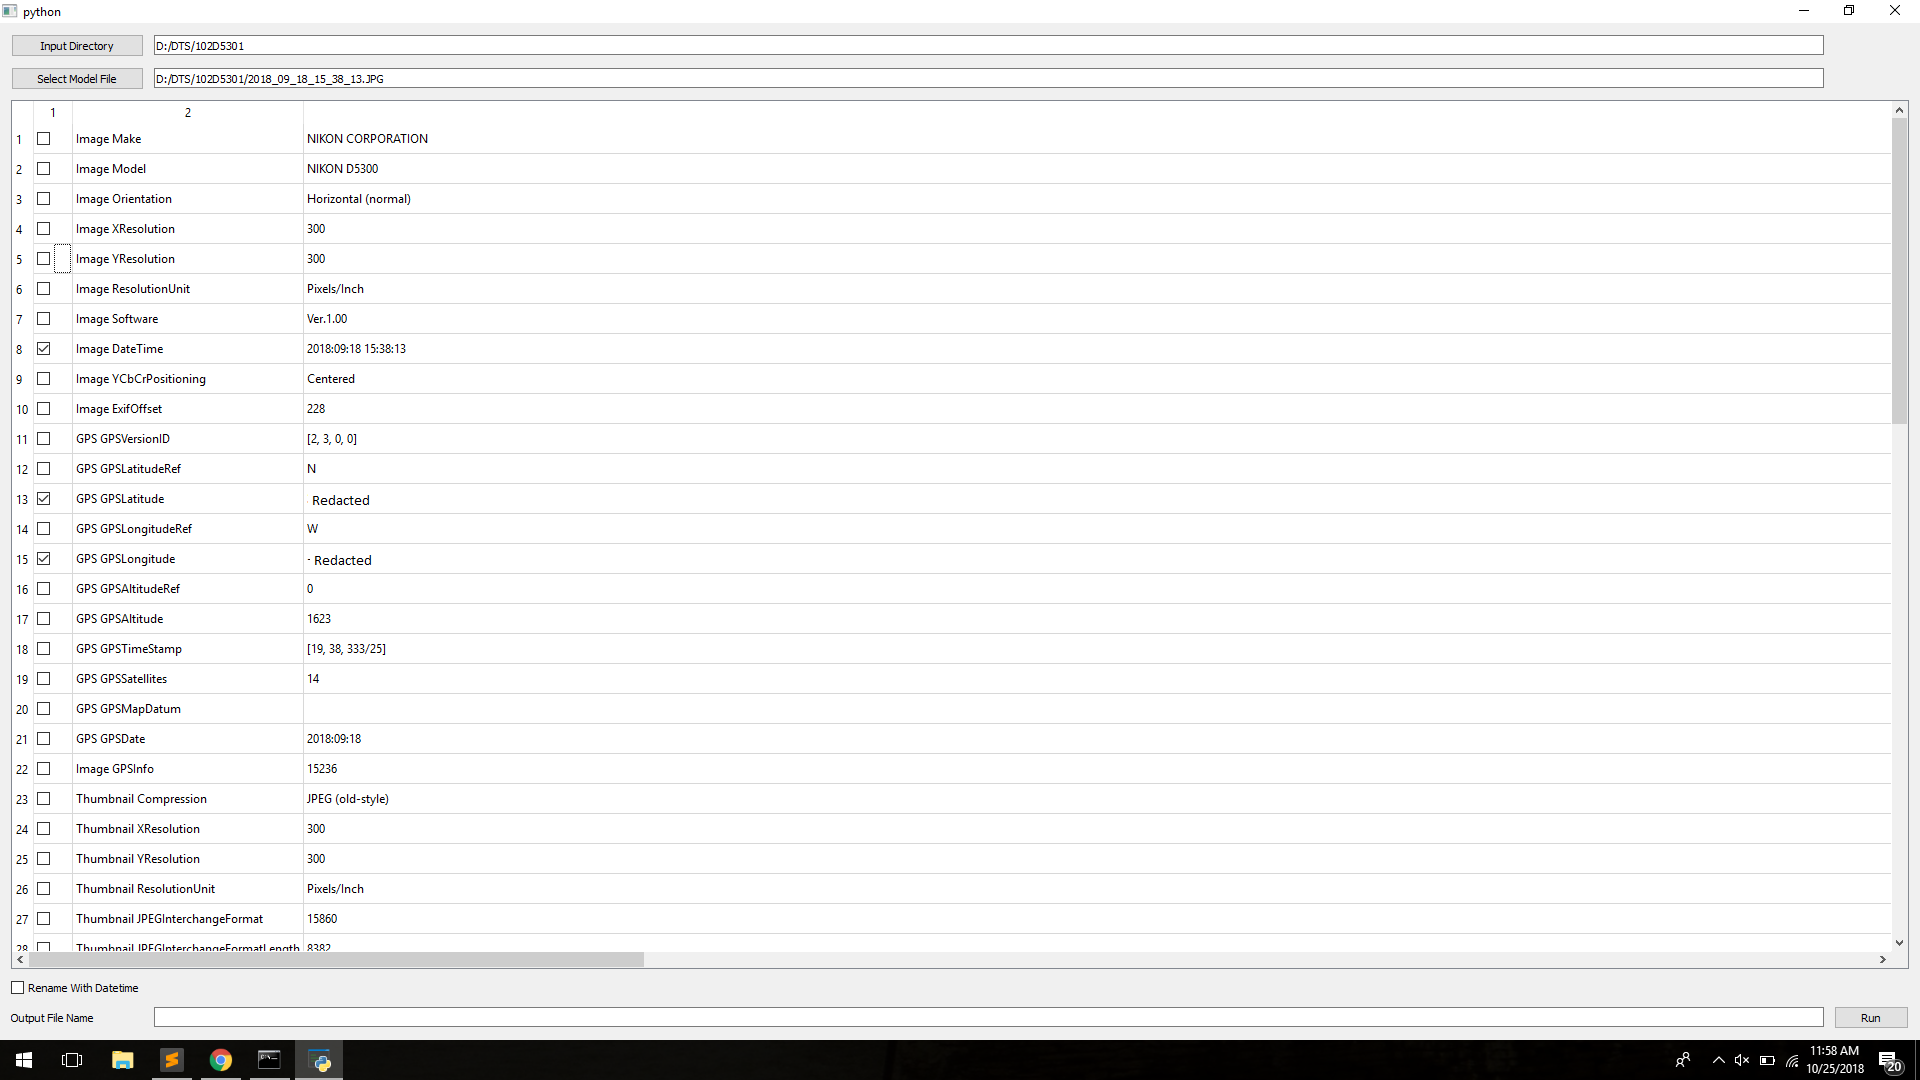 python
Input Directory D:/DTS/102D5301
Select Model File D:/DTS/102D5301/2018_09_18_15_38_13.JPG
1 2
1 Image Make NIKON CORPORATION
2 Image Model NIKON D5300
3 Image Orientation Horizontal (normal)
4 Image XResolution 300
5 Image YResolution 300
6 Image ResolutionUnit Pixels/Inch
7 Image Software Ver.1.00
8 Image DateTime 2018:09:18 15:38:13
9 Image YCbCrPositioning Centered
10 Image ExifOffset 228
11 GPS GPSVersionID [2, 3, 0, 0]
12 GPS GPSLatitudeRef N
13 GPS GPSLatitude Redacted
14 GPS GPSLongitudeRef W
15 GPS GPSLongitude Redacted
16 GPS GPSAltitudeRef 0
17 GPS GPSAltitude 1623
18 GPS GPSTimeStamp [19, 38, 333/25]
19 GPS GPSSatellites 14
20 GPS GPSMapDatum
21 GPS GPSDate 2018:09:18
22 Image GPSInfo 15236
23 Thumbnail Compression JPEG (old-style)
24 Thumbnail XResolution 300
25 Thumbnail YResolution 300
26 Thumbnail ResolutionUnit Pixels/Inch
27 Thumbnail JPEGInterchangeFormat 15860
28 Thumbnail JPEGInterchangeFormatLength 8382
Rename With Datetime
Output File Name Run
11:58 AM
10/25/2018
20